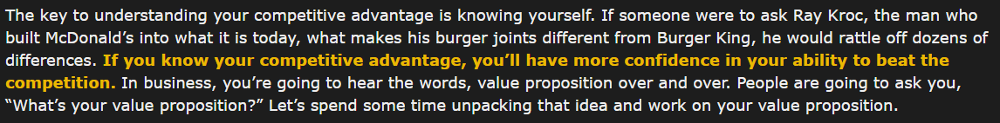 The key to understanding your competitive advantage is knowing yourself. If someone were to ask Ray Kroc, the man who
built McDonald’s into what it is today, what makes his burger joints different from Burger King, he would rattle off dozens of
differences. If you know your competitive advantage, you’ll have more confidence in your ability to beat the
competition. In business, you’re going to hear the words, value proposition over and over. People are going to ask you,
“What’s your value proposition?” Let’s spend some time unpacking that idea and work on your value proposition.